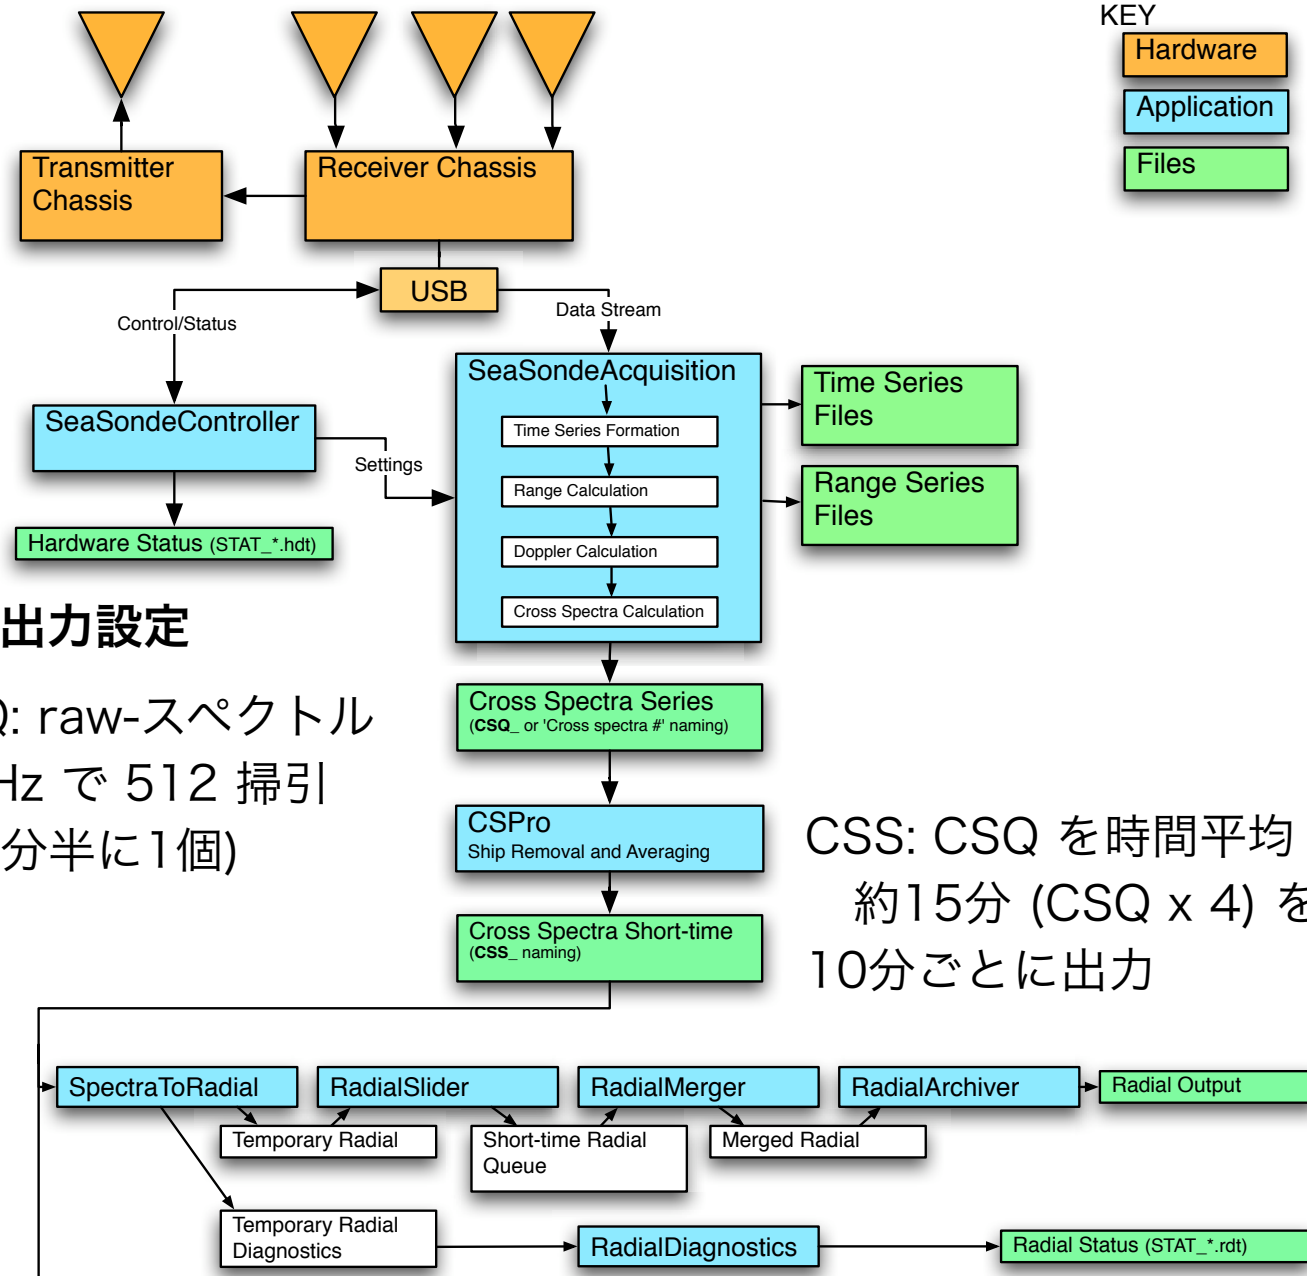 KEY
Hardware
Application
Files
Transmitter
Chassis
Receiver Chassis
USB
Control/Status
Data Stream
SeaSondeController
Settings
Hardware Status (STAT_*.hdt)
SeaSondeAcquisition
Time Series Formation
Range Calculation
Doppler Calculation
Cross Spectra Calculation
Time Series
Files
Range Series
Files
出力設定
Q: raw-スペクトル
Hz で 512 掃引
分半に1個)
Cross Spectra Series
(CSQ_ or 'Cross spectra #' naming)
CSPro
Ship Removal and Averaging
Cross Spectra Short-time
(CSS_ naming)
CSS: CSQ を時間平均
約15分 (CSQ x 4) を
10分ごとに出力
SpectraToRadial
RadialSlider
RadialMerger
RadialArchiver
Radial Output
Temporary Radial
Short-time Radial
Queue
Merged Radial
Temporary Radial
Diagnostics
RadialDiagnostics
Radial Status (STAT_*.rdt)